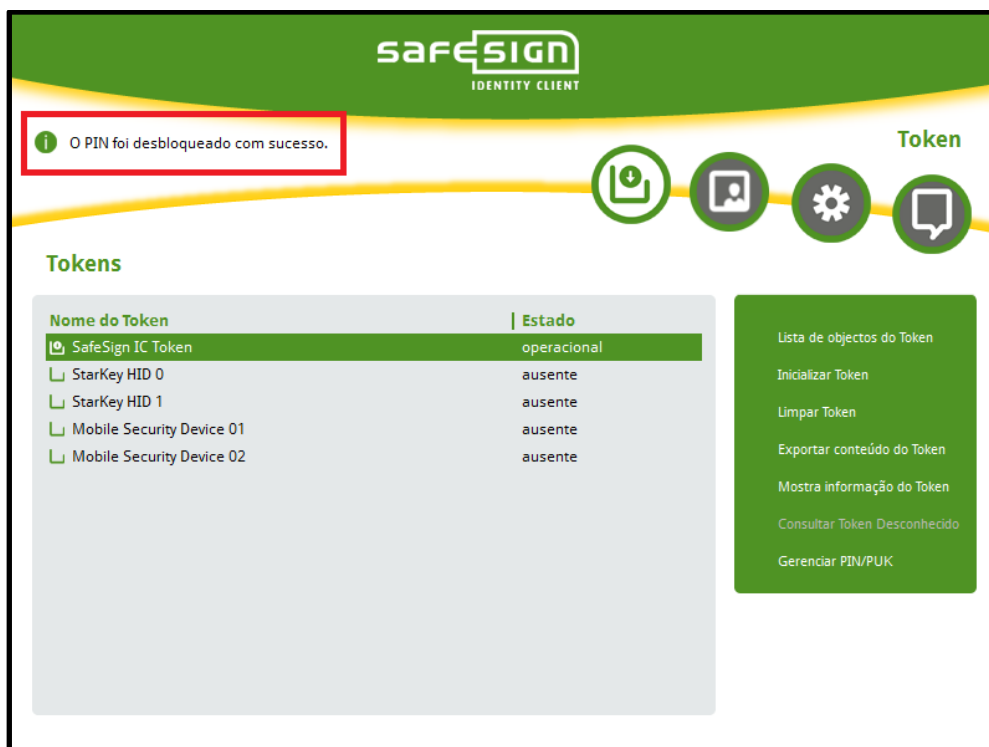 safesign
IDENTITY CLIENT
O PIN foi desbloqueado com sucesso.
Token
Tokens
Nome do Token Estado
SafeSign IC Token operacional
StarKey HID 0 ausente
StarKey HID 1 ausente
Mobile Security Device 01 ausente
Mobile Security Device 02 ausente
Lista de objectos do Token
Inicializar Token
Limpar Token
Exportar conteúdo do Token
Mostra informação do Token
Consultar Token Desconhecido
Gerenciar PIN/PUK